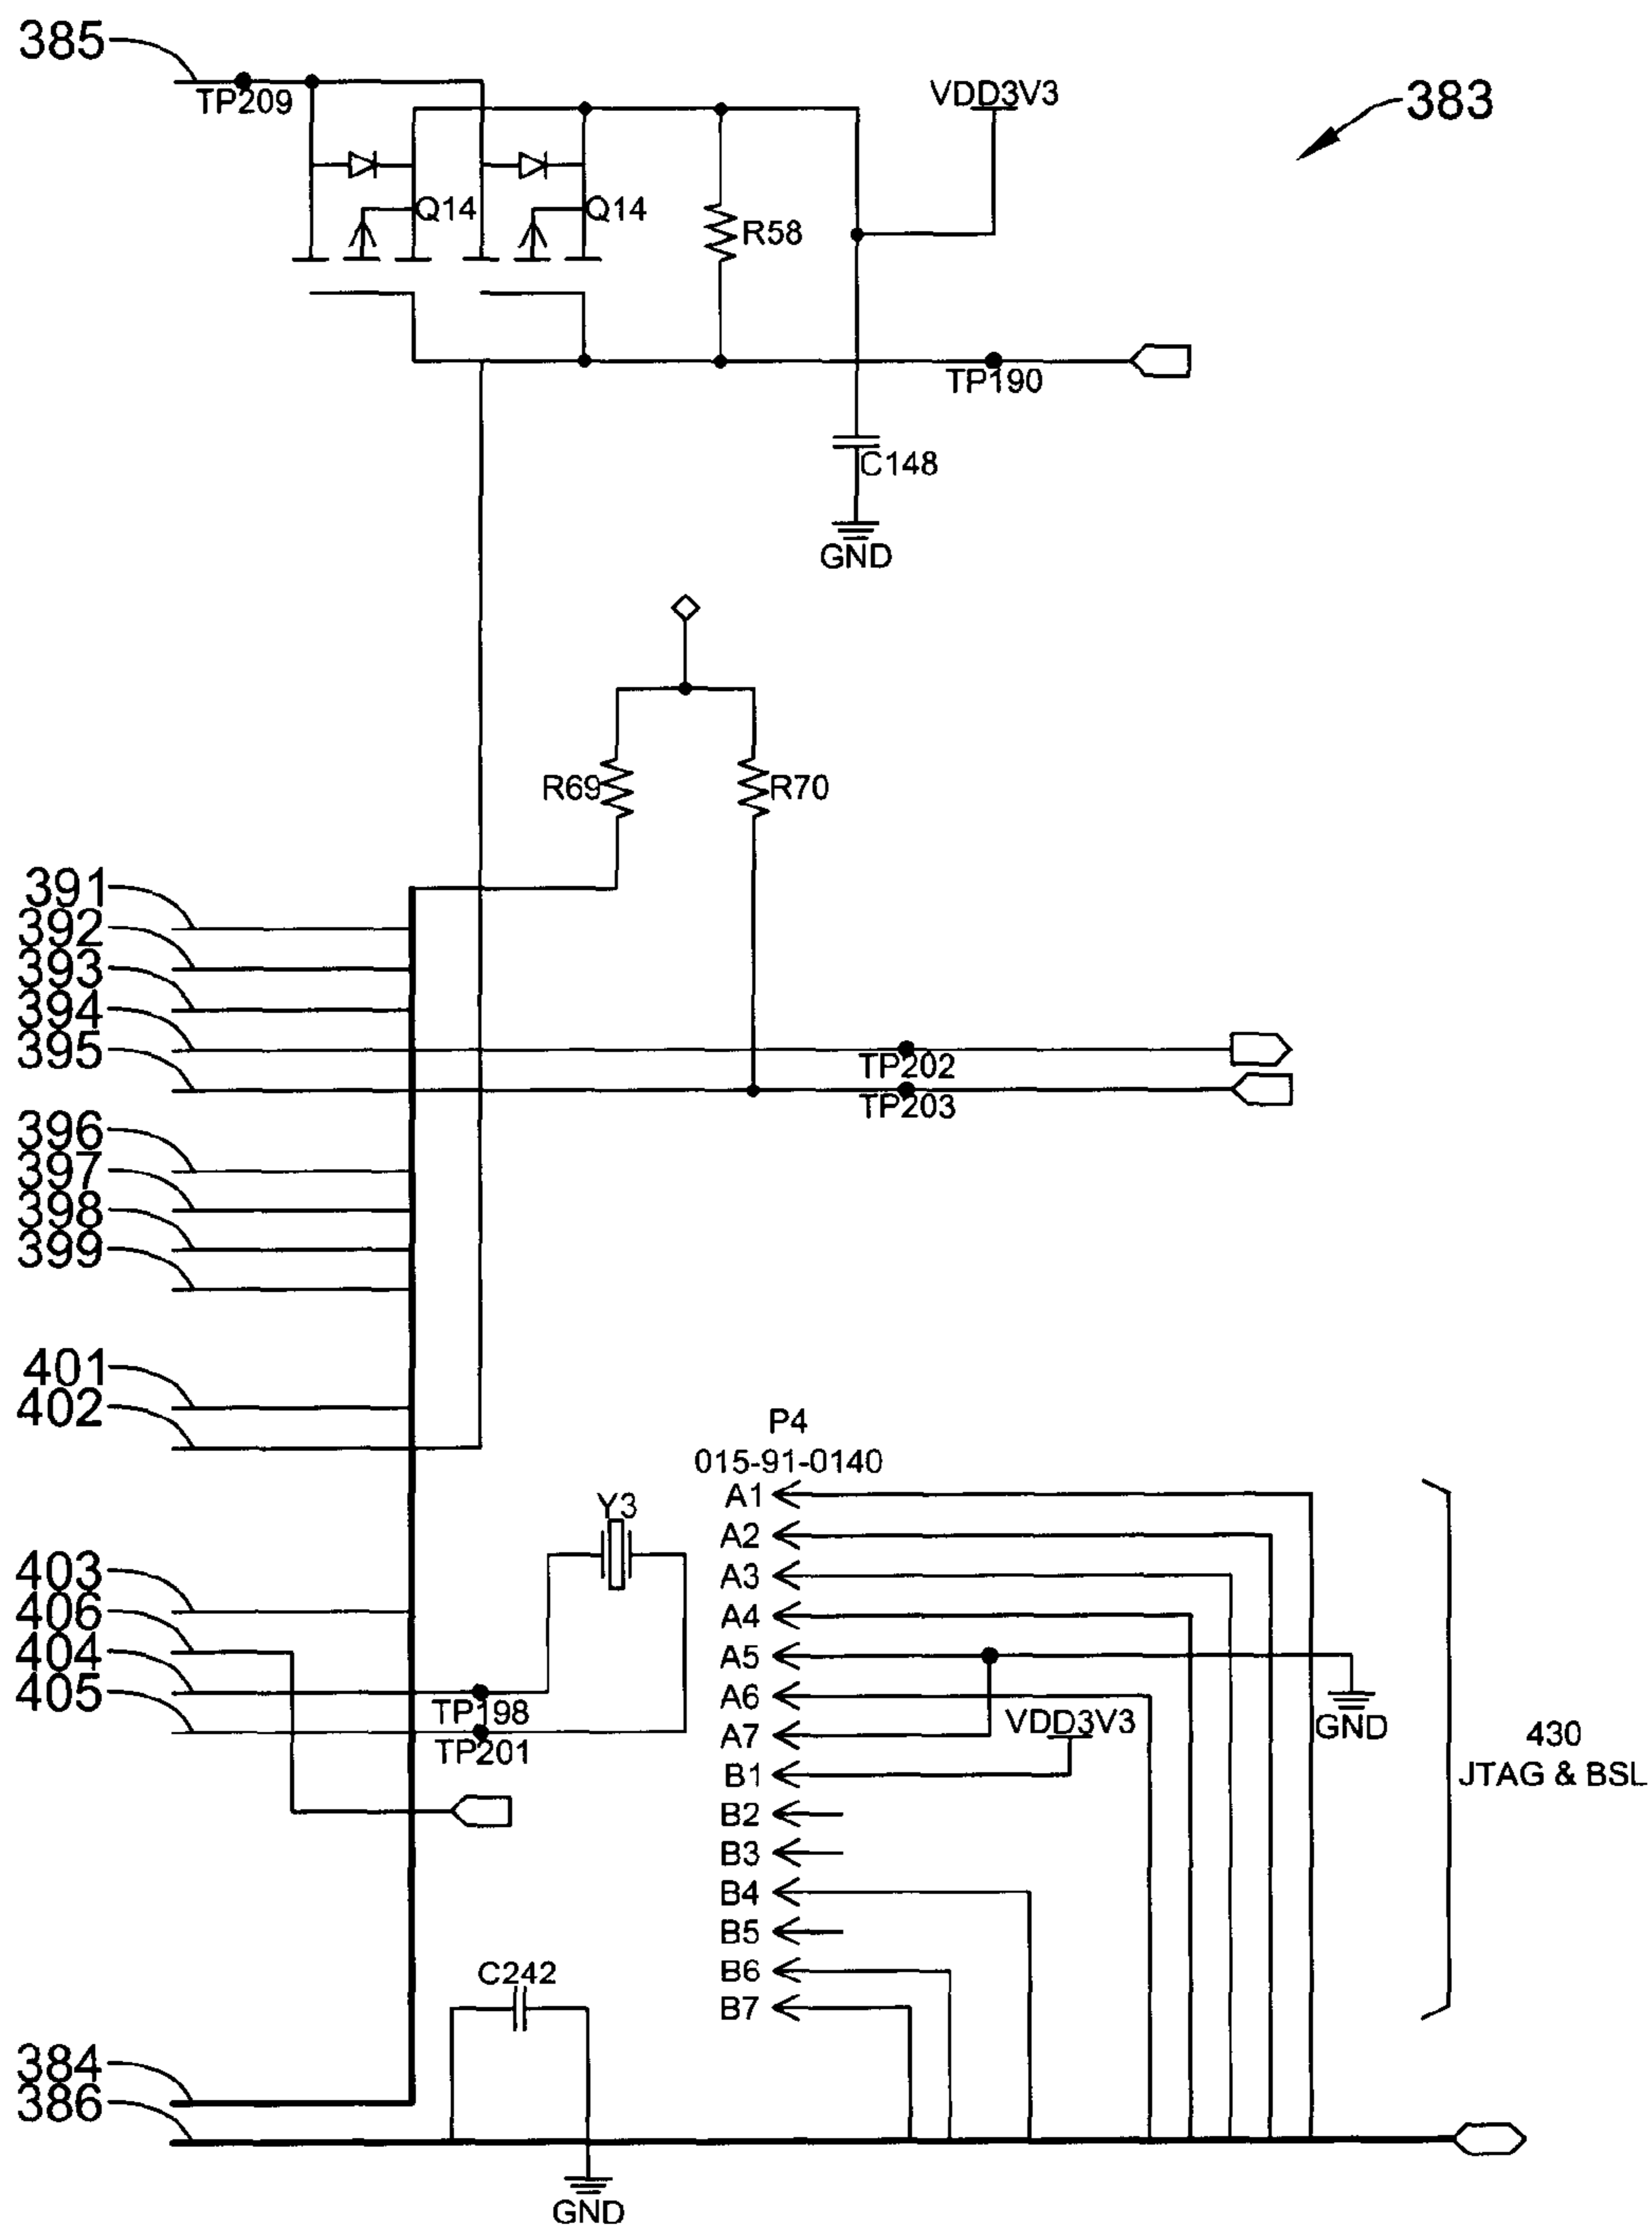 385
TP209
VDD3V3
383
Q14
Q14
R58
TP190
C148
GND
R69
R70
391
392
393
394
395
TP202
TP203
396
397
398
399
401
402
P4
015-91-0140
A1
Y3
A2
A3
403
406
A4
404
A5
405
TP198
A6
VDD3V3
GND
TP201
A7
430
JTAG & BSL
B1
B2
B3
B4
B5
C242
B6
B7
384
386
GND